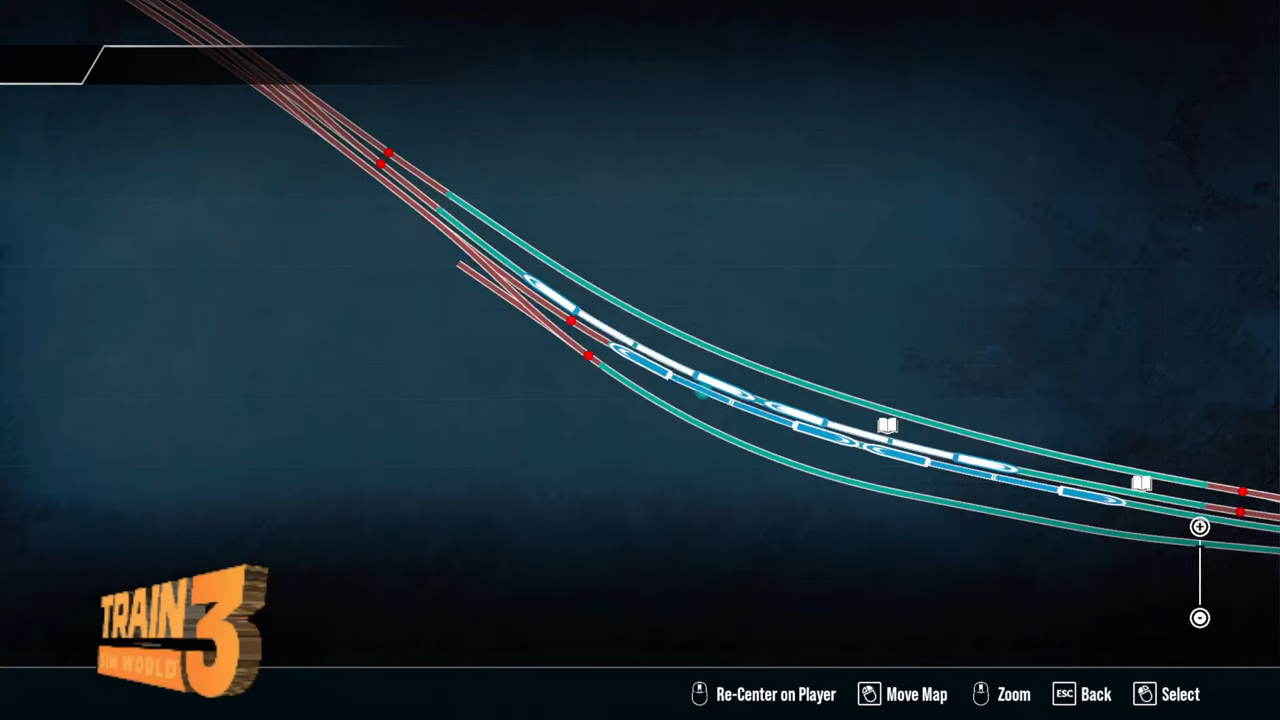 TRAIN
SIM WORLD
3
Re-Center on Player
Move Map
Zoom
ESC Back
Select